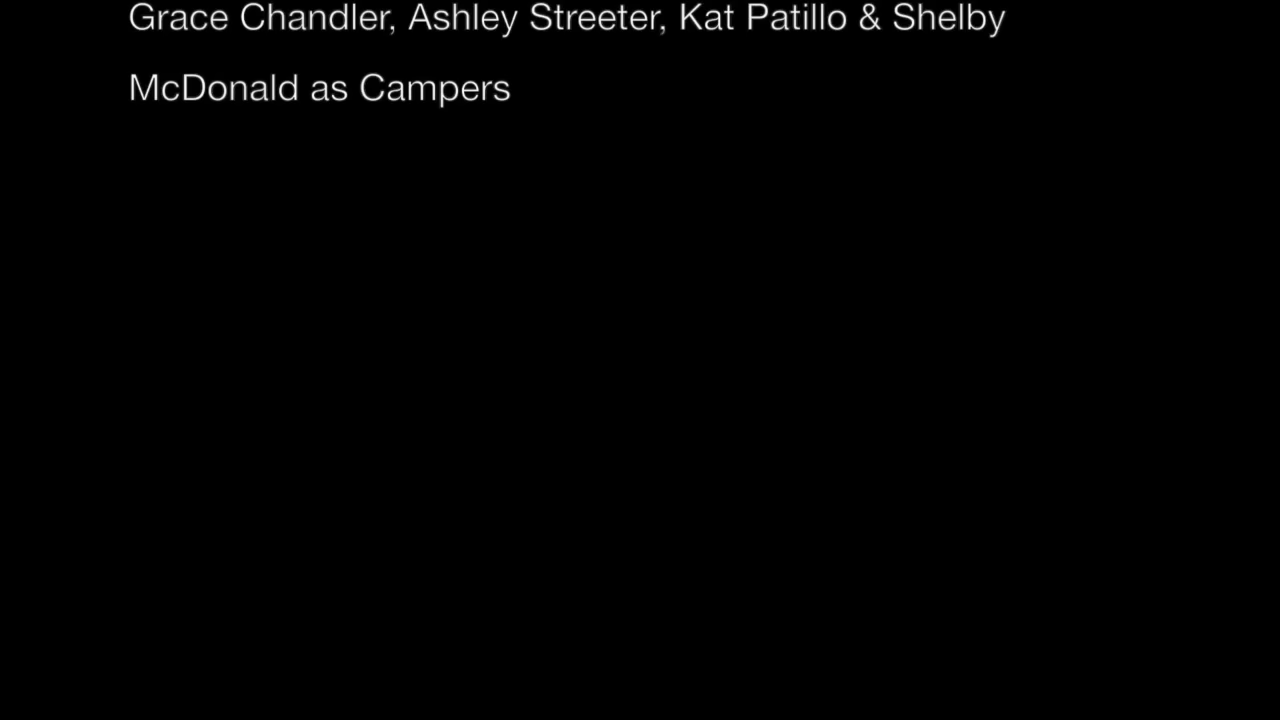 Grace Chandler, Ashley Streeter, Kat Patillo & Shelby
McDonald as Campers